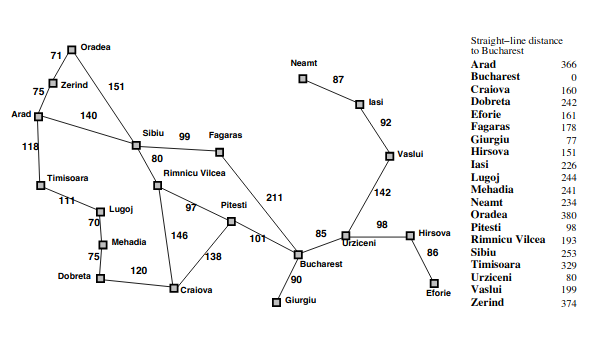 Oradea
71
Neamt
87
Zerind
151
75
Iasi
Arad
140
92
Sibiu
99
Fagaras
118
80
Vaslui
Rimnicu Vilcea
Timisoara
111
Lugoj
97
Pitesti
211
142
70
98
Hirsova
85
146
101
Urziceni
Mehadia
138
86
75
Bucharest
120
90
Dobreta
Craiova
Eforie
Giurgiu
Straight−line distance
to Bucharest
Arad 366
Bucharest 0
Craiova 160
Dobreta 242
Eforie 161
Fagaras 178
Giurgiu 77
Hirsova 151
Iasi 226
Lugoj 244
Mehadia 241
Neamt 234
Oradea 380
Pitesti 98
Rimnicu Vilcea 193
Sibiu 253
Timisoara 329
Urziceni 80
Vaslui 199
Zerind 374